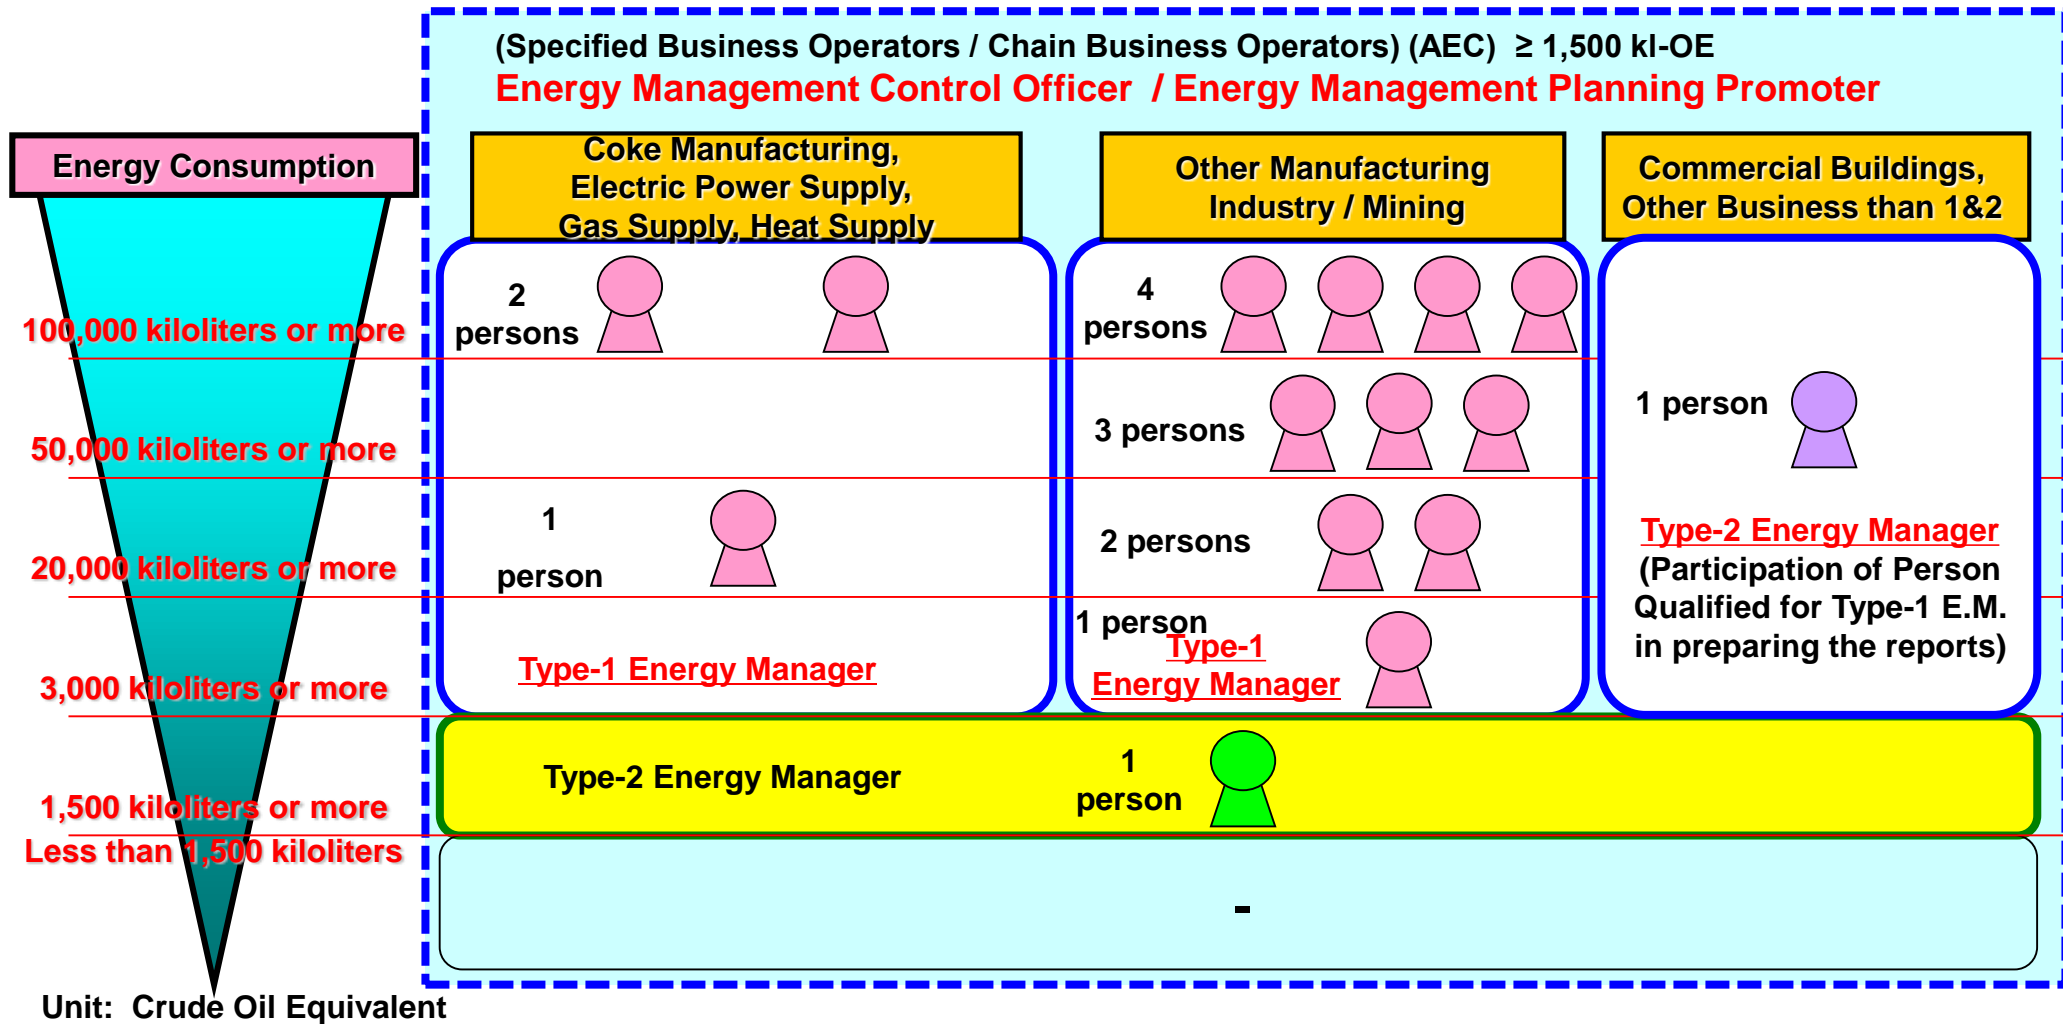 (Specified Business Operators / Chain Business Operators) (AEC) ≥ 1,500 kl-OE
Energy Management Control Officer / Energy Management Planning Promoter
Energy Consumption
Coke Manufacturing,
Electric Power Supply,
Gas Supply, Heat Supply
Other Manufacturing
Industry / Mining
Commercial Buildings,
Other Business than 1&2
100,000 kiloliters or more
2
persons
4
persons
50,000 kiloliters or more
3 persons
1 person
20,000 kiloliters or more
1
person
2 persons
Type-2 Energy Manager
(Participation of Person
Qualified for Type-1 E.M.
in preparing the reports)
3,000 kiloliters or more
Type-1 Energy Manager
1 person
Type-1
Energy Manager
1,500 kiloliters or more
Type-2 Energy Manager
1
person
Less than 1,500 kiloliters
-
Unit: Crude Oil Equivalent